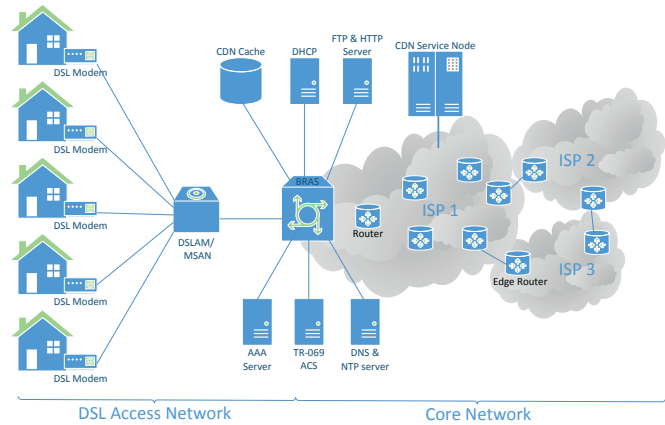 DSL Modem
DSL Modem
DSL Modem
DSL Modem
DSL Modem
DSLAM/
MSAN
CDN Cache
DHCP
FTP & HTTP
Server
CDN Service Node
BRAS
Router
ISP 1
ISP 2
ISP 3
Edge Router
AAA
Server
TR-069
ACS
DNS &
NTP server
DSL Access Network
Core Network